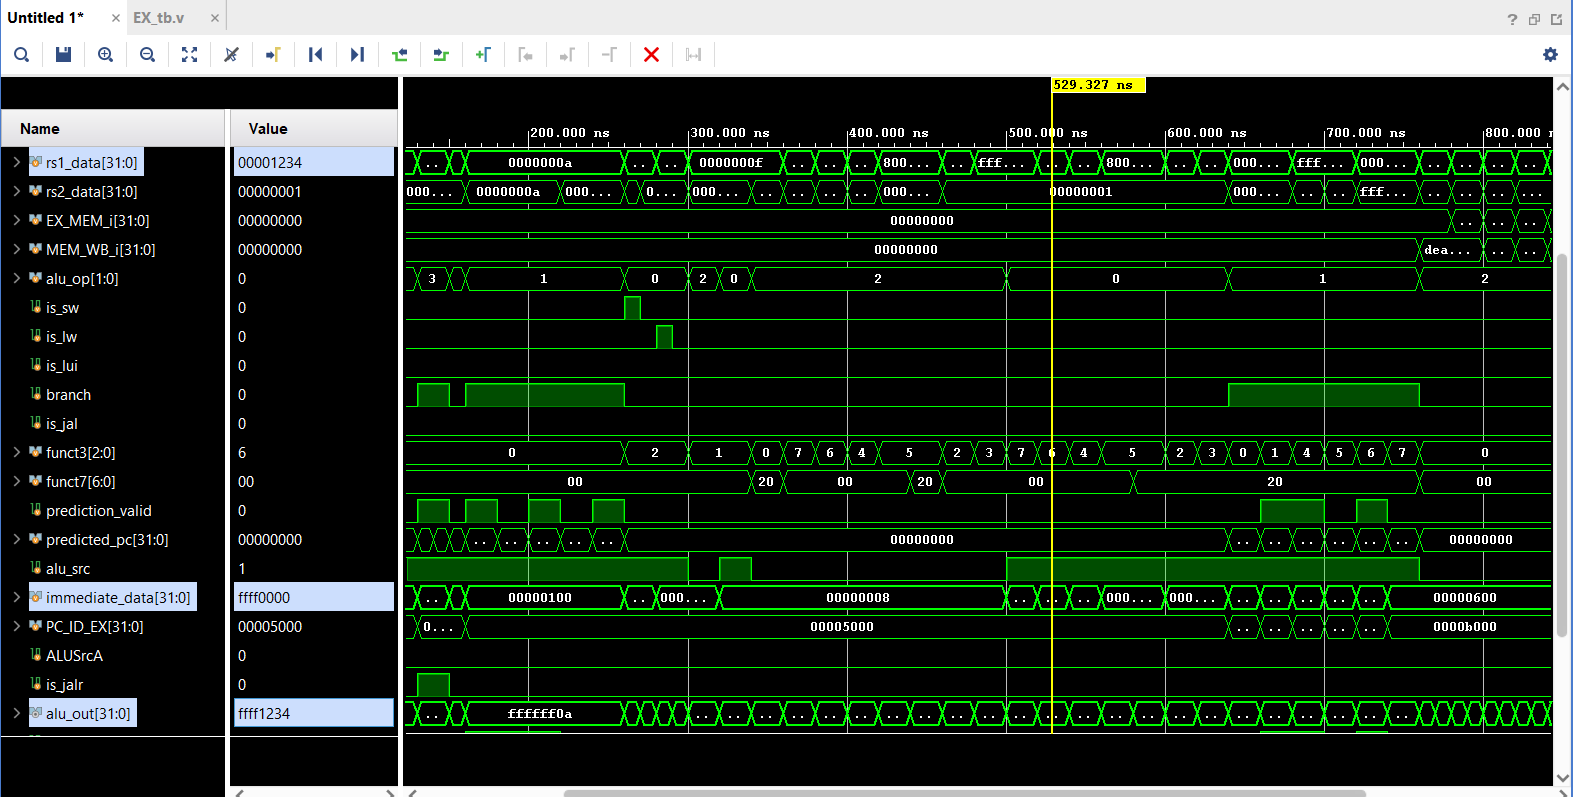 Untitled 1* × EX_tb.v ×
?
529.327 ns
Name Value
200.000 ns 300.000 ns 400.000 ns 500.000 ns 600.000 ns 700.000 ns 800.000
rs1_data[31:0] 00001234 .. 0000000a .. .. 0000000f .. .. 800... .. fff... .. .. 800... .. .. 000... fff... 000... .. .. ..
rs2_data[31:0] 00000001 000... 0000000a 000... .. 0... 000... .. .. .. 000... 00000001 000... .. .. fff... .. .. .. ..
EX_MEM_i[31:0] 00000000 00000000 .. .. ..
MEM_WB_i[31:0] 00000000 00000000 dea... .. ..
alu_op[1:0] 0 3 1 0 2 0 2 0 1 2
is_sw 0
is_lw 0
is_lui 0
branch 0
is_jal 0
funct3[2:0] 6 0 2 1 0 7 6 4 5 2 3 7 6 4 5 2 3 0 1 4 5 6 7 0
funct7[6:0] 00 00 20 00 20 00 20 00
prediction_valid 0
predicted_pc[31:0] 00000000 .. .. .. .. .. 00000000 .. .. .. .. .. .. 00000000
alu_src 1
immediate_data[31:0] ffff0000 .. 00000100 .. 000... 00000008 .. .. .. 000... 000... .. .. .. .. .. 00000600
PC_ID_EX[31:0] 00005000 0... 00005000 .. .. .. .. .. 0000b000
ALUSrcA 0
is_jalr 0
alu_out[31:0] ffff1234 .. ffffff0a .. .. .. .. .. .. .. .. .. .. .. .. .. .. .. .. .. .. .. .. .. .. ..